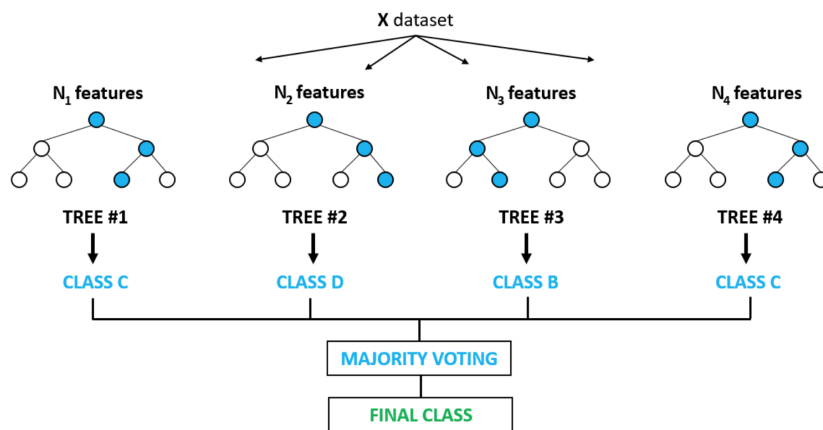 X dataset
N₁ features
N₂ features
N₃ features
N₄ features
TREE #1
TREE #2
TREE #3
TREE #4
CLASS C
CLASS D
CLASS B
CLASS C
MAJORITY VOTING
FINAL CLASS